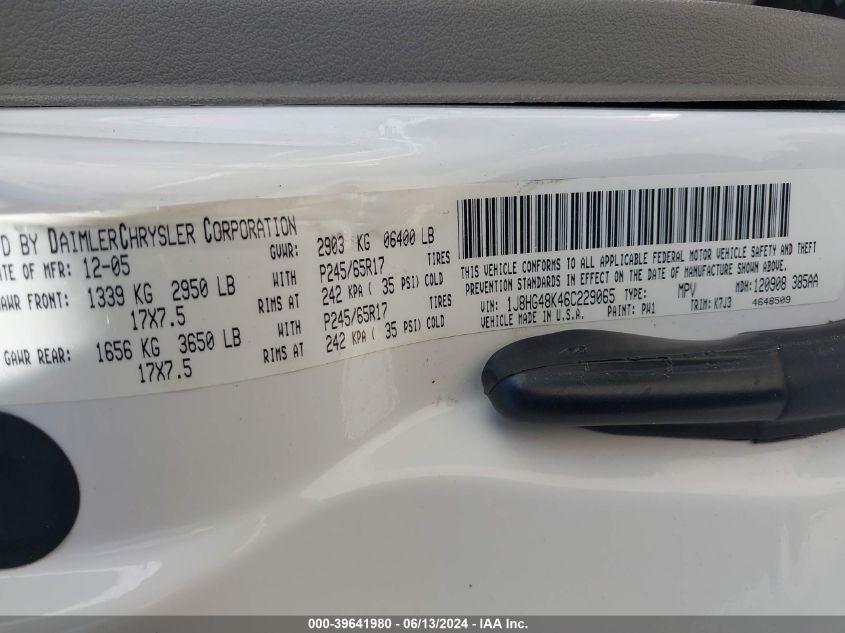 D BY DAIMLERCHRYSLER CORPORATION
ATE OF MFR: 12-05 GVWR: 2903 KG 06400 LB
GAWR FRONT: 1339 KG 2950 LB WITH P245/65R17 TIRES
17X7.5 RIMS AT 242 KPA ( 35 PSI) COLD
GAWR REAR: 1656 KG 3650 LB WITH P245/65R17 TIRES
17X7.5 RIMS AT 242 KPA ( 35 PSI) COLD
THIS VEHICLE CONFORMS TO ALL APPLICABLE FEDERAL MOTOR VEHICLE SAFETY AND THEFT
PREVENTION STANDARDS IN EFFECT ON THE DATE OF MANUFACTURE SHOWN ABOVE.
VIN: 1J8HG48K46C229065 TYPE: MPV MDH: 120908 385AA
VEHICLE MADE IN U.S.A. PAINT: PW1 TRIM: K7J3
4648509
000-39641980 - 06/13/2024 - IAA Inc.